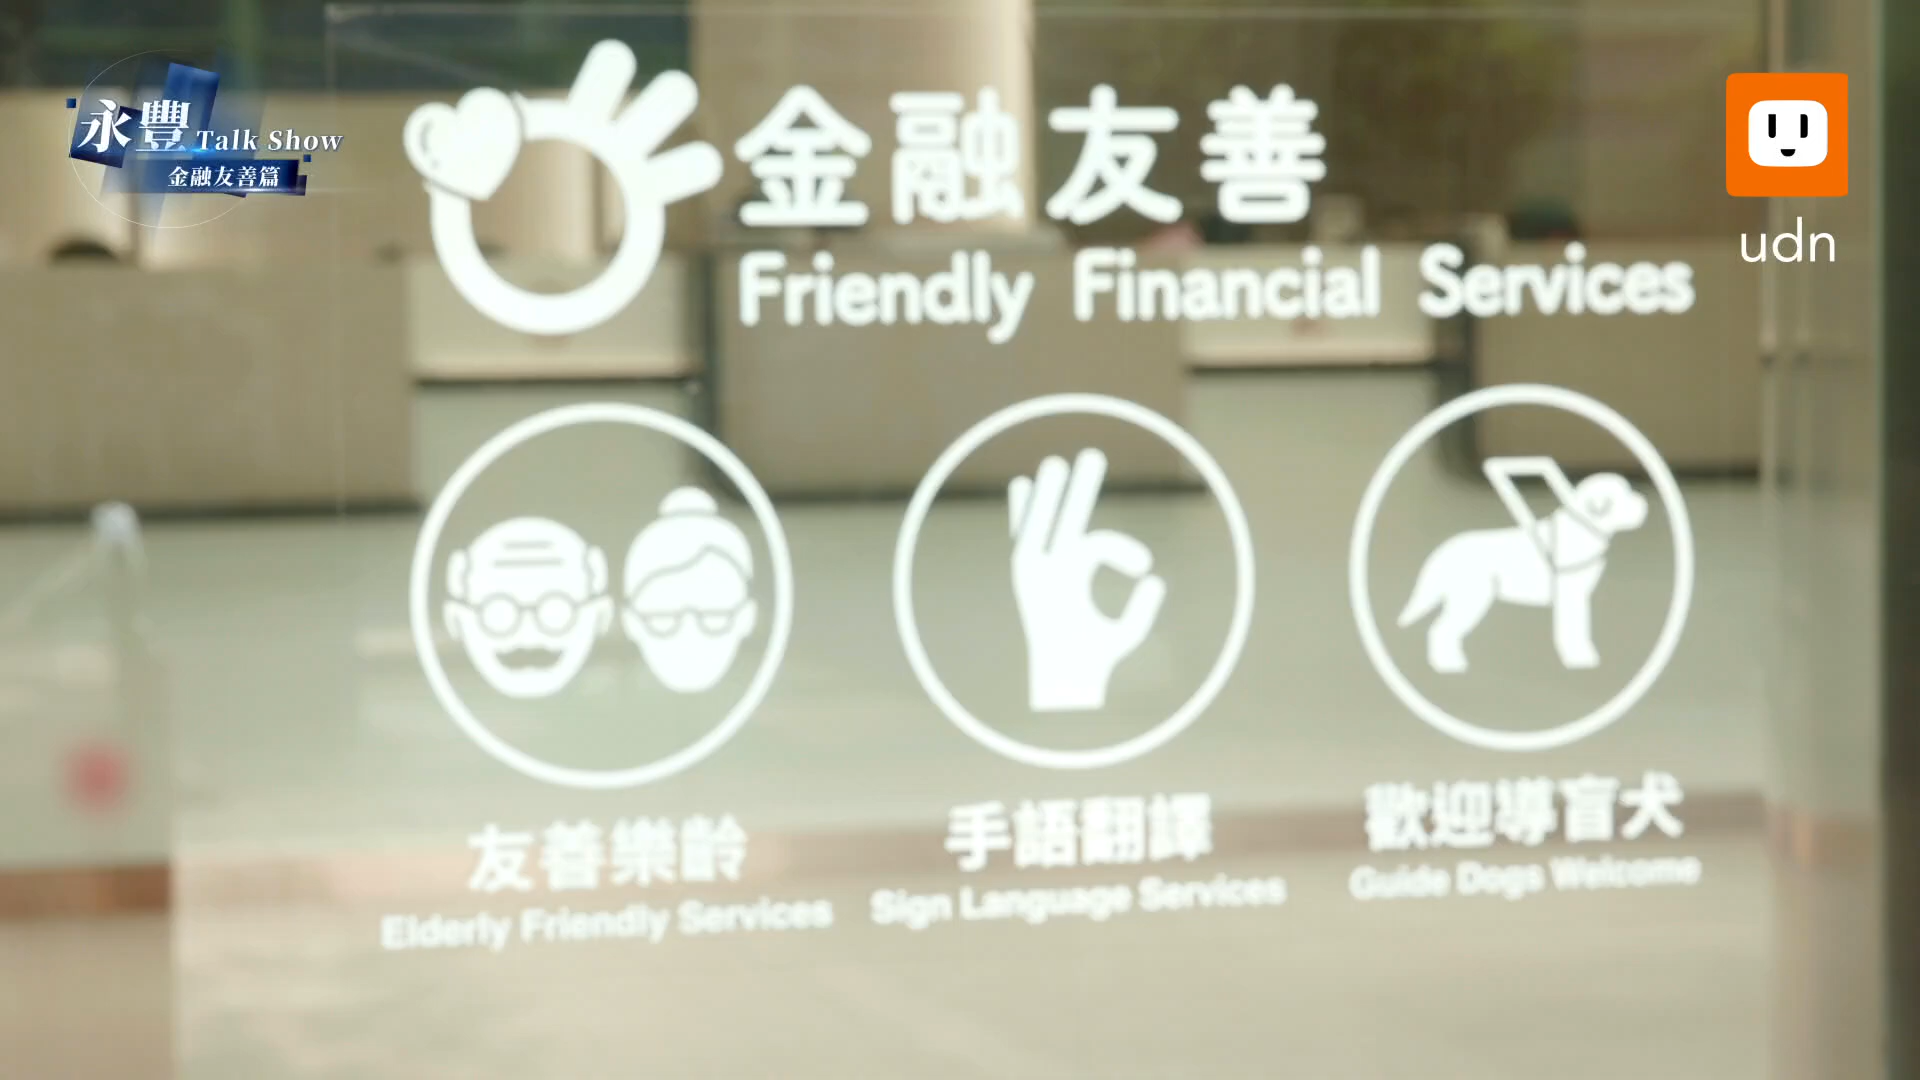 永豐 Talk Show
金融友善篇
udn
金融友善
Friendly Financial Services
友善樂齡
Elderly Friendly Services
手語翻譯
Sign Language Services
歡迎導盲犬
Guide Dogs Welcome